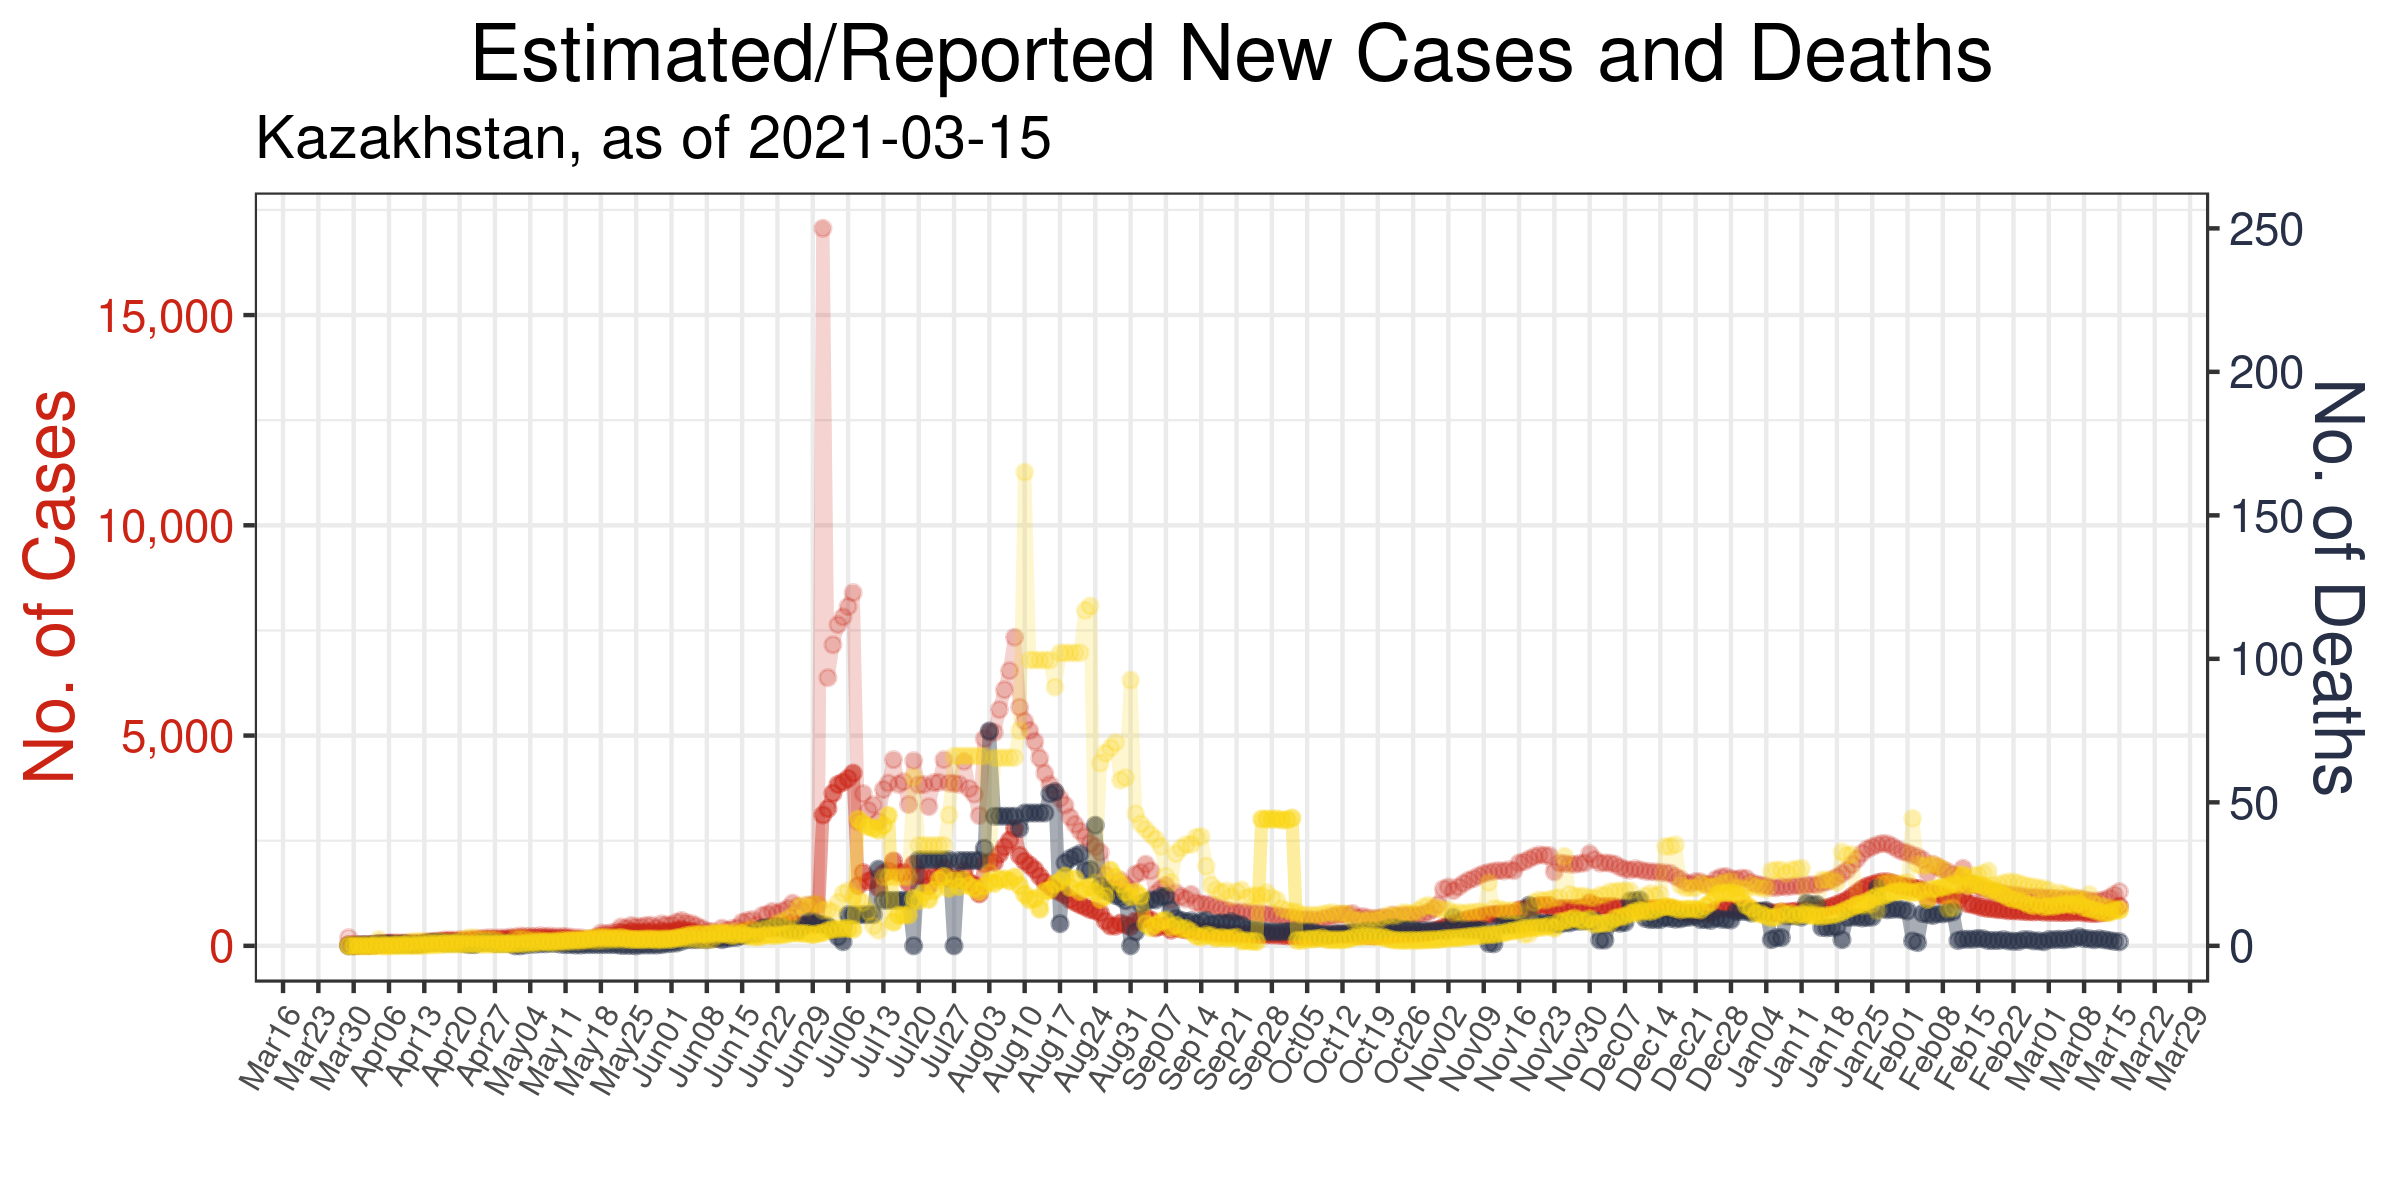 Estimated/Reported New Cases and Deaths
Kazakhstan, as of 2021-03-15
No. of Cases
15,000
10,000
5,000
0
250
200
150
100
50
0
No. of Deaths
Mar16
Mar23
Mar30
Apr06
Apr13
Apr20
Apr27
May04
May11
May18
May25
Jun01
Jun08
Jun15
Jun22
Jun29
Jul06
Jul13
Jul20
Jul27
Aug03
Aug10
Aug17
Aug24
Aug31
Sep07
Sep14
Sep21
Sep28
Oct05
Oct12
Oct19
Oct26
Nov02
Nov09
Nov16
Nov23
Nov30
Dec07
Dec14
Dec21
Dec28
Jan04
Jan11
Jan18
Jan25
Feb01
Feb08
Feb15
Feb22
Mar01
Mar08
Mar15
Mar22
Mar29